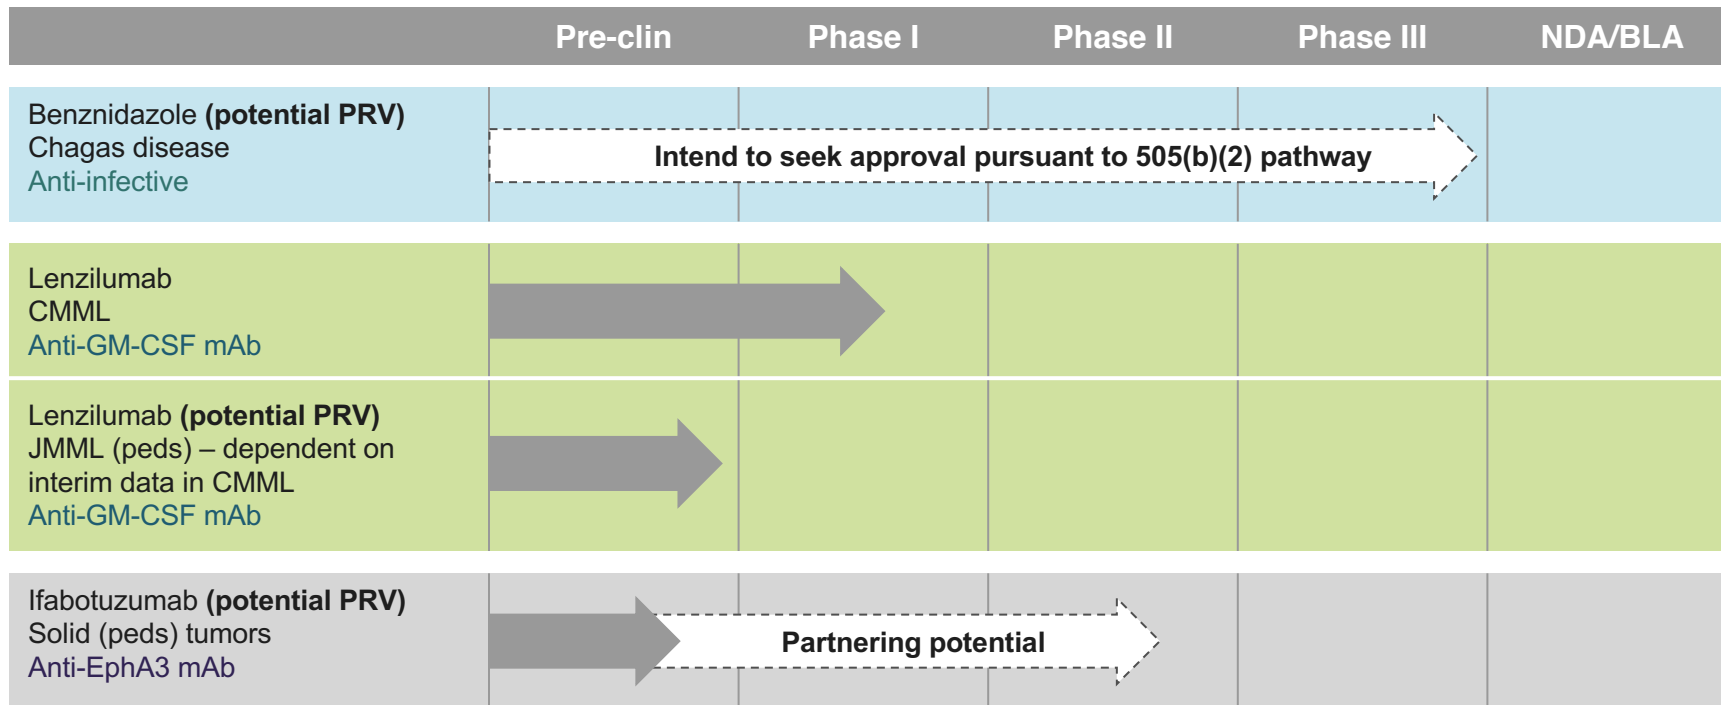 Pre-clin Phase I Phase II Phase III NDA/BLA
Benznidazole (potential PRV)
Chagas disease
Anti-infective
Intend to seek approval pursuant to 505(b)(2) pathway
Lenzilumab
CMML
Anti-GM-CSF mAb
Lenzilumab (potential PRV)
JMML (peds) – dependent on
interim data in CMML
Anti-GM-CSF mAb
Ifabotuzumab (potential PRV)
Solid (peds) tumors
Anti-EphA3 mAb
Partnering potential